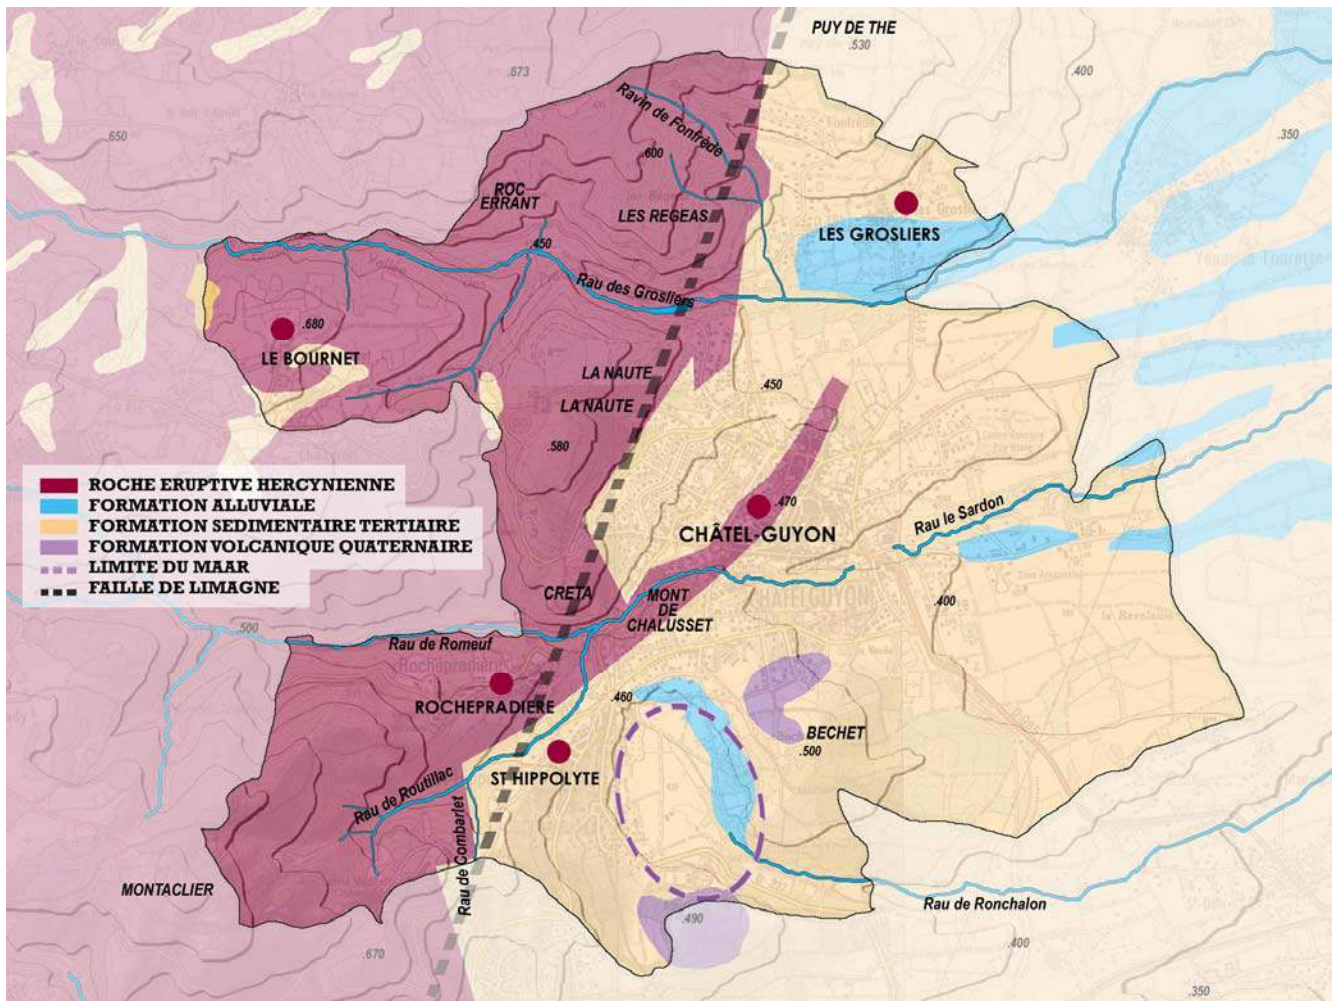 PUY DE THE
.530
.673
.400
Ravin de Fonfrède
.650
.350
.600
ROC
ERRANT
LES REGEAS
LES GROSLIERS
.450
Rau des Grosliers
.680
LE BOURNET
LA NAUTE
.450
LA NAUTE
.580
ROCHE ERUPTIVE HERCYNIENNE
FORMATION ALLUVIALE
FORMATION SEDIMENTAIRE TERTIAIRE
FORMATION VOLCANIQUE QUATERNAIRE
LIMITE DU MAAR
FAILLE DE LIMAGNE
.470
CHÂTEL-GUYON
Rau le Sardon
CRETA
MONT
DE
CHALUSSET
CHATELGUYON
.400
.500
Rau de Romeuf
Rochepradière
ROCHEPRADIERE
.460
BECHET
.500
ST HIPPOLYTE
Rau de Routillac
Rau de Combarlet
MONTACLIER
Rau de Ronchalon
.490
.400
.670
.350